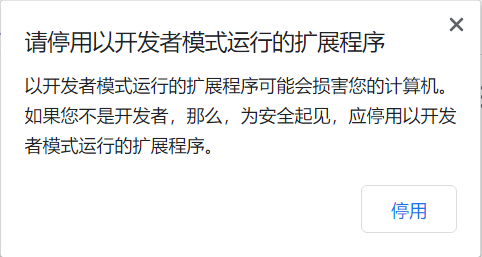 请停用以开发者模式运行的扩展程序
以开发者模式运行的扩展程序可能会损害您的计算机。
如果您不是开发者，那么，为安全起见，应停用以开发
者模式运行的扩展程序。
停用